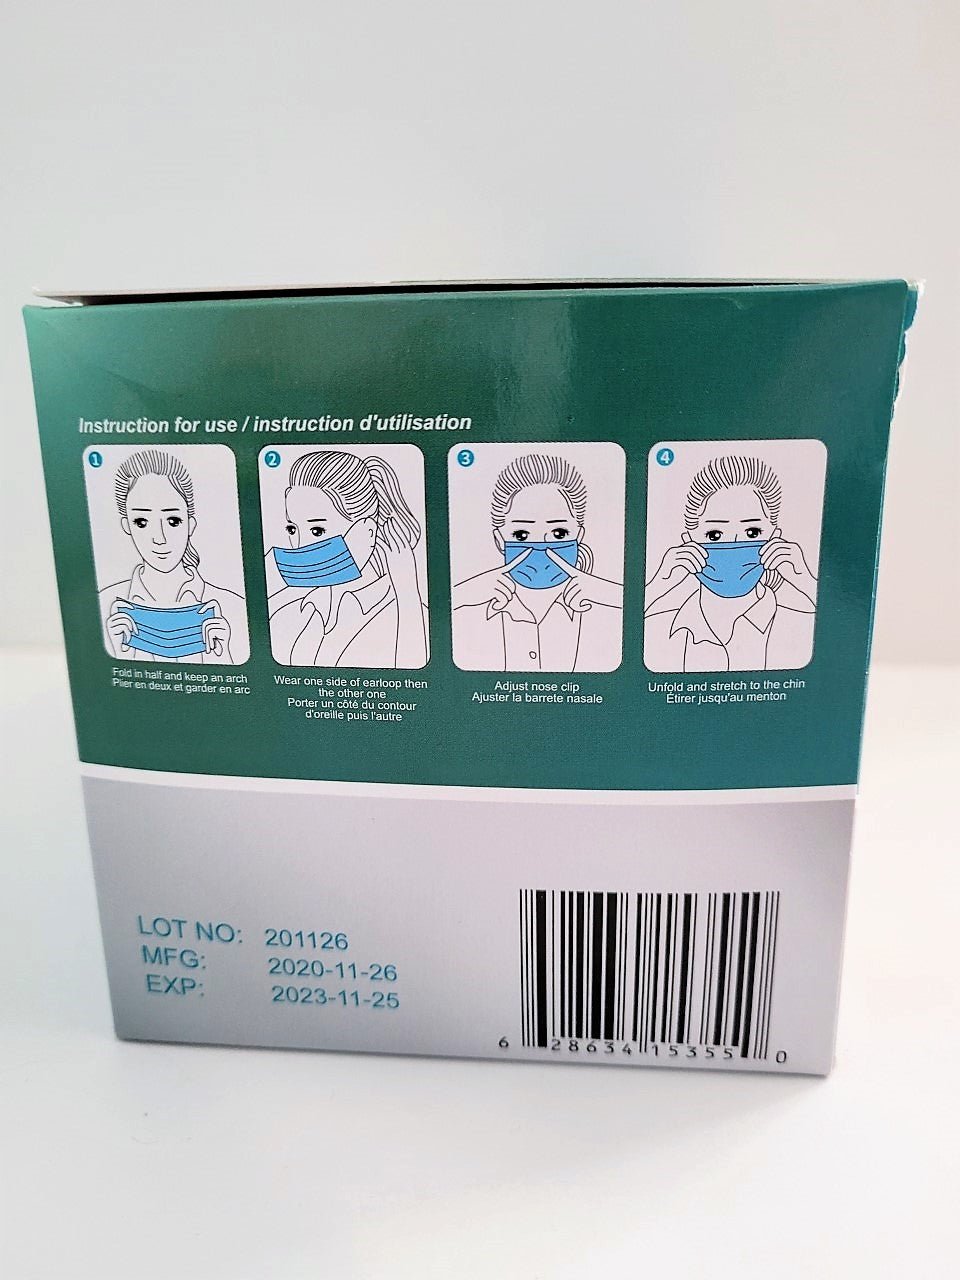 Instruction for use / instruction d'utilisation
1
2
3
4
Fold in half and keep an arch
Plier en deux et garder en arc
Wear one side of earloop then
the other one
Porter un côté du contour
d'oreille puis l'autre
Adjust nose clip
Ajuster la barrete nasale
Unfold and stretch to the chin
Étirer jusqu'au menton
LOT NO: 201126
MFG: 2020-11-26
EXP: 2023-11-25
6 28634 15355 0